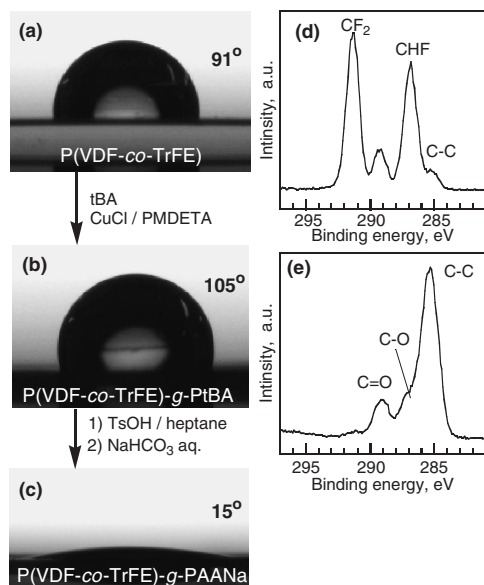 (a)
91°
P(VDF-co-TrFE)
tBA
CuCl / PMDETA
(b)
105°
P(VDF-co-TrFE)-g-PtBA
1) TsOH / heptane
2) NaHCO₃ aq.
(c)
15°
P(VDF-co-TrFE)-g-PAANa
(d)
CF₂
CHF
C-C
Intinsity, a.u.
295 290 285
Binding energy, eV
(e)
C-C
C-O
C=O
Intinsity, a.u.
295 290 285
Binding energy, eV